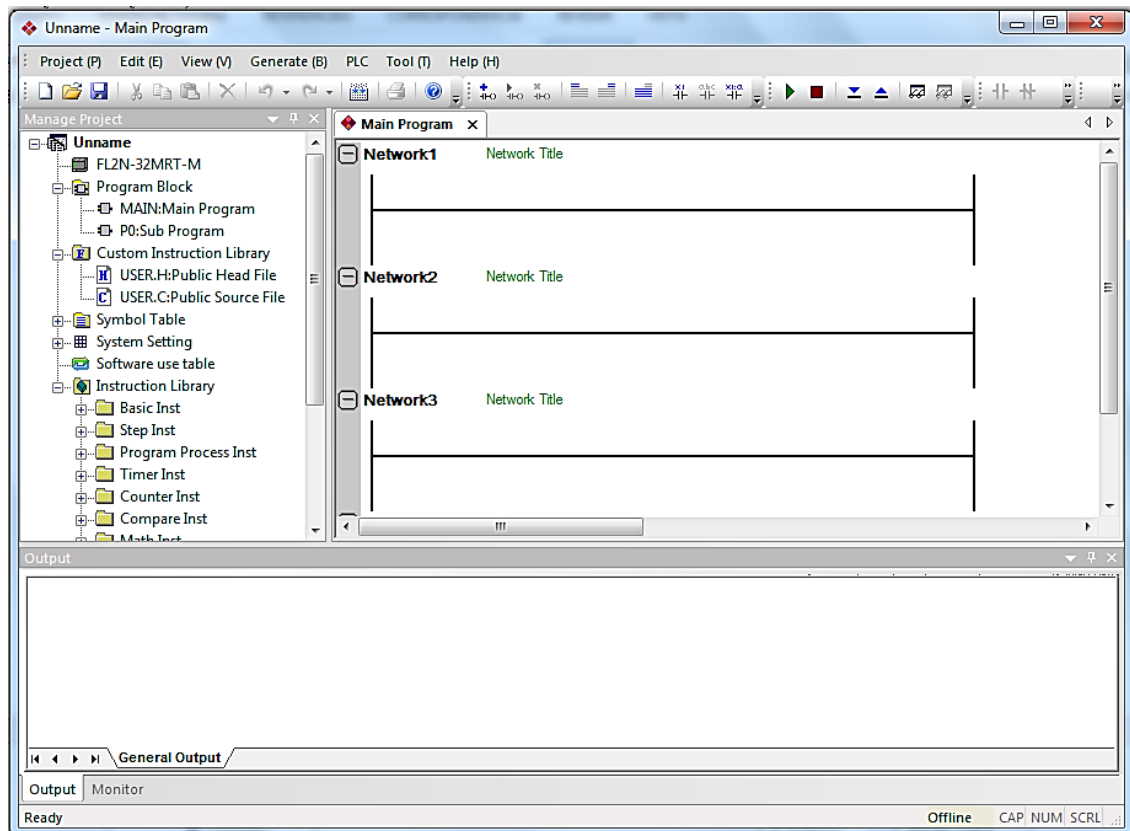 Unname - Main Program
Project (P) Edit (E) View (V) Generate (B) PLC Tool (T) Help (H)
Manage Project
Main Program
Unname
FL2N-32MRT-M
Program Block
MAIN:Main Program
P0:Sub Program
Custom Instruction Library
USER.H:Public Head File
USER.C:Public Source File
Symbol Table
System Setting
Software use table
Instruction Library
Basic Inst
Step Inst
Program Process Inst
Timer Inst
Counter Inst
Compare Inst
Math Inst
Network1 Network Title
Network2 Network Title
Network3 Network Title
Output
General Output
Output Monitor
Ready Offline CAP NUM SCRL